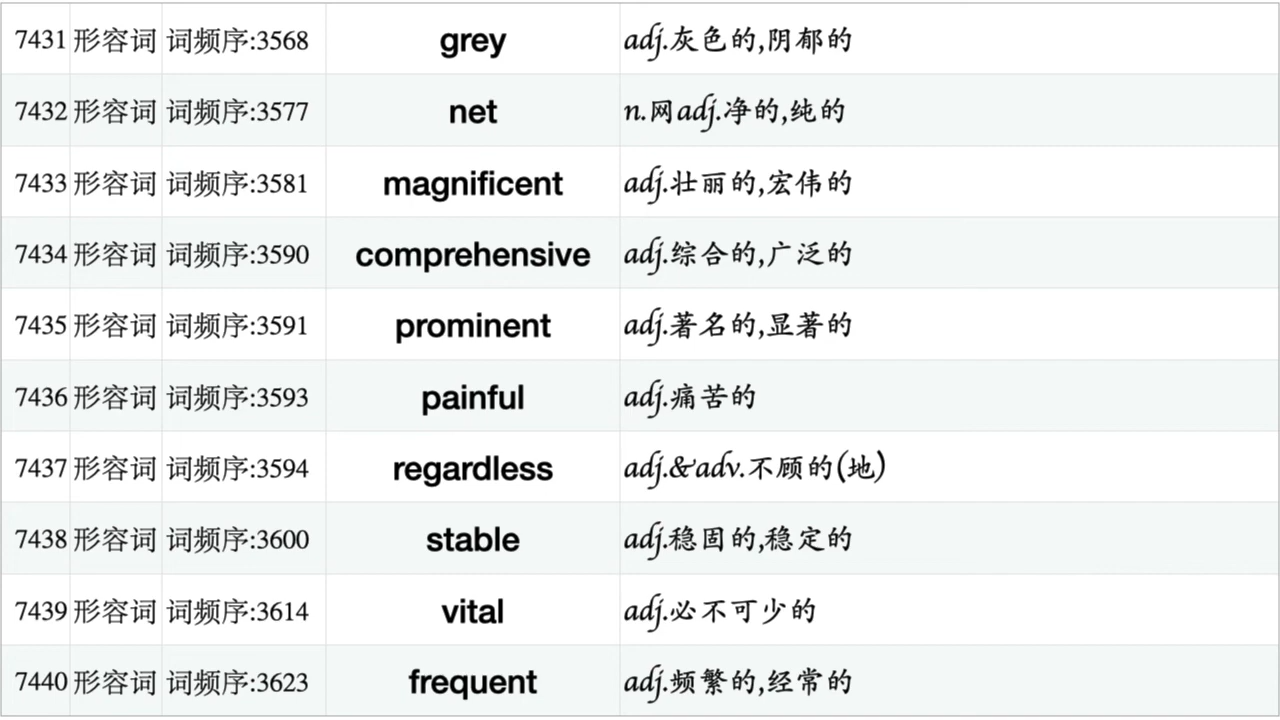 7431 形容词 词频序:3568 grey adj.灰色的,阴郁的
7432 形容词 词频序:3577 net n.网adj.净的,纯的
7433 形容词 词频序:3581 magnificent adj.壮丽的,宏伟的
7434 形容词 词频序:3590 comprehensive adj.综合的,广泛的
7435 形容词 词频序:3591 prominent adj.著名的,显著的
7436 形容词 词频序:3593 painful adj.痛苦的
7437 形容词 词频序:3594 regardless adj.&adv.不顾的(地)
7438 形容词 词频序:3600 stable adj.稳固的,稳定的
7439 形容词 词频序:3614 vital adj.必不可少的
7440 形容词 词频序:3623 frequent adj.频繁的,经常的